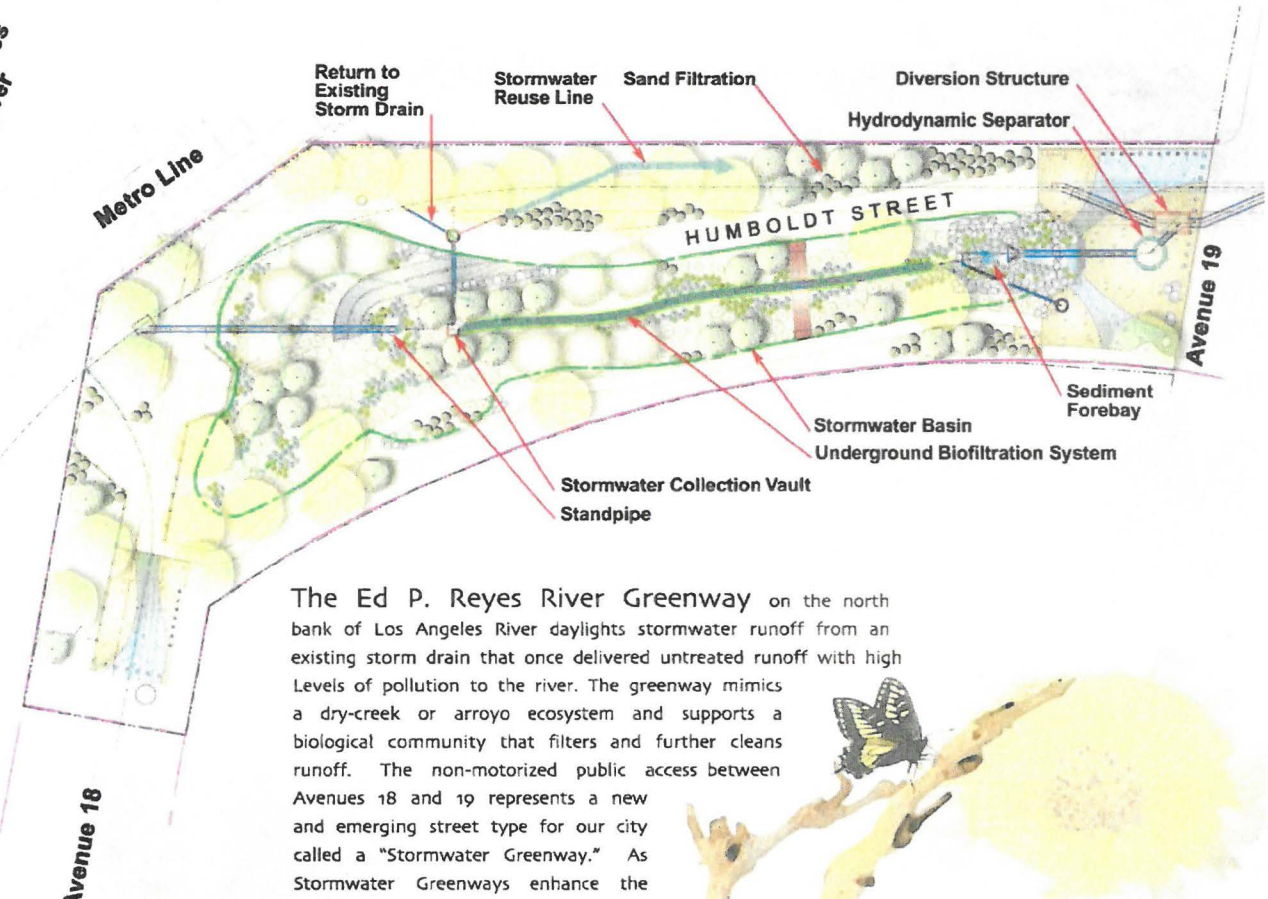 Return to
Existing
Storm Drain
Stormwater
Reuse Line
Sand Filtration
Diversion Structure
Hydrodynamic Separator
Metro Line
HUMBOLDT STREET
Avenue 19
Sediment
Forebay
Stormwater Basin
Underground Biofiltration System
Stormwater Collection Vault
Standpipe
The Ed P. Reyes River Greenway on the north
bank of Los Angeles River daylights stormwater runoff from an
existing storm drain that once delivered untreated runoff with high
Levels of pollution to the river. The greenway mimics
a dry-creek or arroyo ecosystem and supports a
biological community that filters and further cleans
runoff. The non-motorized public access between
Avenues 18 and 19 represents a new
and emerging street type for our city
called a "Stormwater Greenway." As
Stormwater Greenways enhance the
Avenue 18